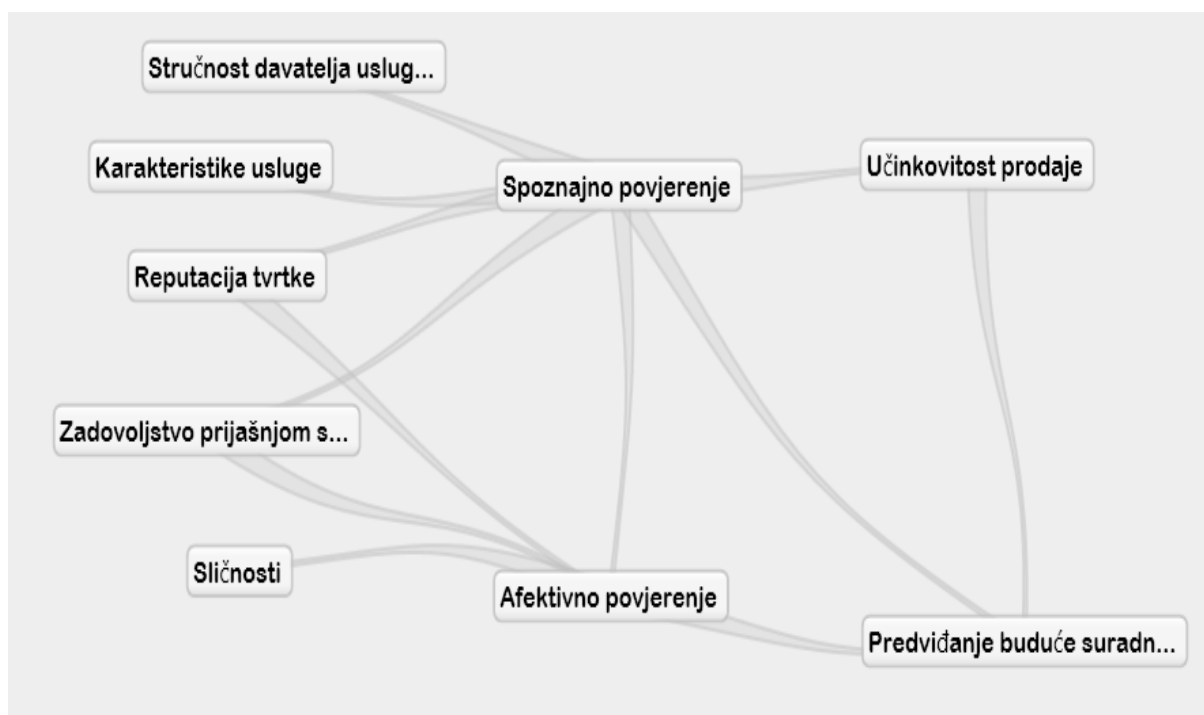 Stručnost davatelja uslug...
Karakteristike usluge
Spoznajno povjerenje
Učinkovitost prodaje
Reputacija tvrtke
Zadovoljstvo prijašnjom s...
Sličnosti
Afektivno povjerenje
Predviđanje buduće suradn...